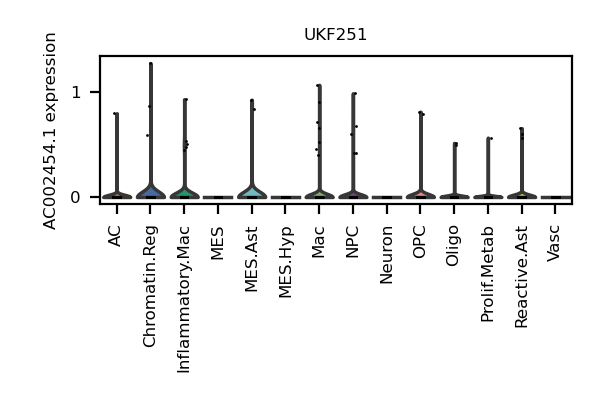 UKF251
AC002454.1 expression
1
0
AC
Chromatin.Reg
Inflammatory.Mac
MES
MES.Ast
MES.Hyp
Mac
NPC
Neuron
OPC
Oligo
Prolif.Metab
Reactive.Ast
Vasc